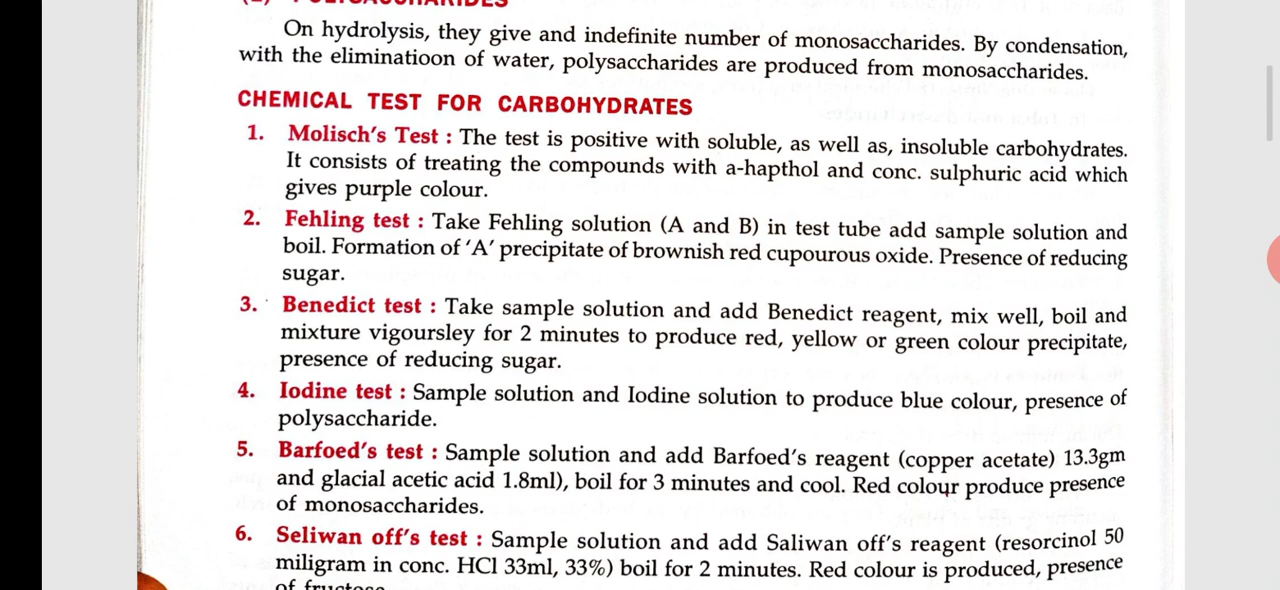 (2) POLYSACCHARIDES
On hydrolysis, they give and indefinite number of monosaccharides. By condensation,
with the eliminatioon of water, polysaccharides are produced from monosaccharides.
CHEMICAL TEST FOR CARBOHYDRATES
1. Molisch's Test : The test is positive with soluble, as well as, insoluble carbohydrates.
It consists of treating the compounds with a-hapthol and conc. sulphuric acid which
gives purple colour.
2. Fehling test : Take Fehling solution (A and B) in test tube add sample solution and
boil. Formation of 'A' precipitate of brownish red cupourous oxide. Presence of reducing
sugar.
3. Benedict test : Take sample solution and add Benedict reagent, mix well, boil and
mixture vigoursley for 2 minutes to produce red, yellow or green colour precipitate,
presence of reducing sugar.
4. Iodine test : Sample solution and Iodine solution to produce blue colour, presence of
polysaccharide.
5. Barfoed's test : Sample solution and add Barfoed's reagent (copper acetate) 13.3gm
and glacial acetic acid 1.8ml), boil for 3 minutes and cool. Red colour produce presence
of monosaccharides.
6. Seliwan off's test : Sample solution and add Saliwan off's reagent (resorcinol 50
miligram in conc. HCl 33ml, 33%) boil for 2 minutes. Red colour is produced, presence
of fructose